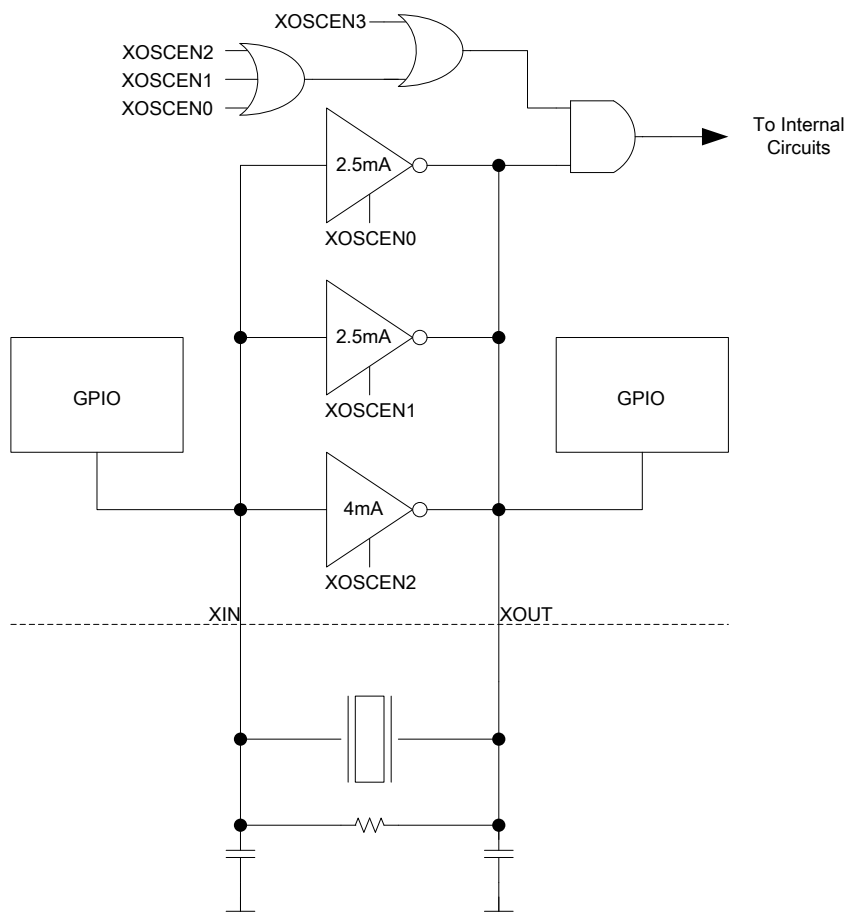 XOSCEN3
XOSCEN2
XOSCEN1
XOSCEN0
To Internal
Circuits
2.5mA
XOSCEN0
2.5mA
XOSCEN1
GPIO
GPIO
4mA
XOSCEN2
XIN
XOUT